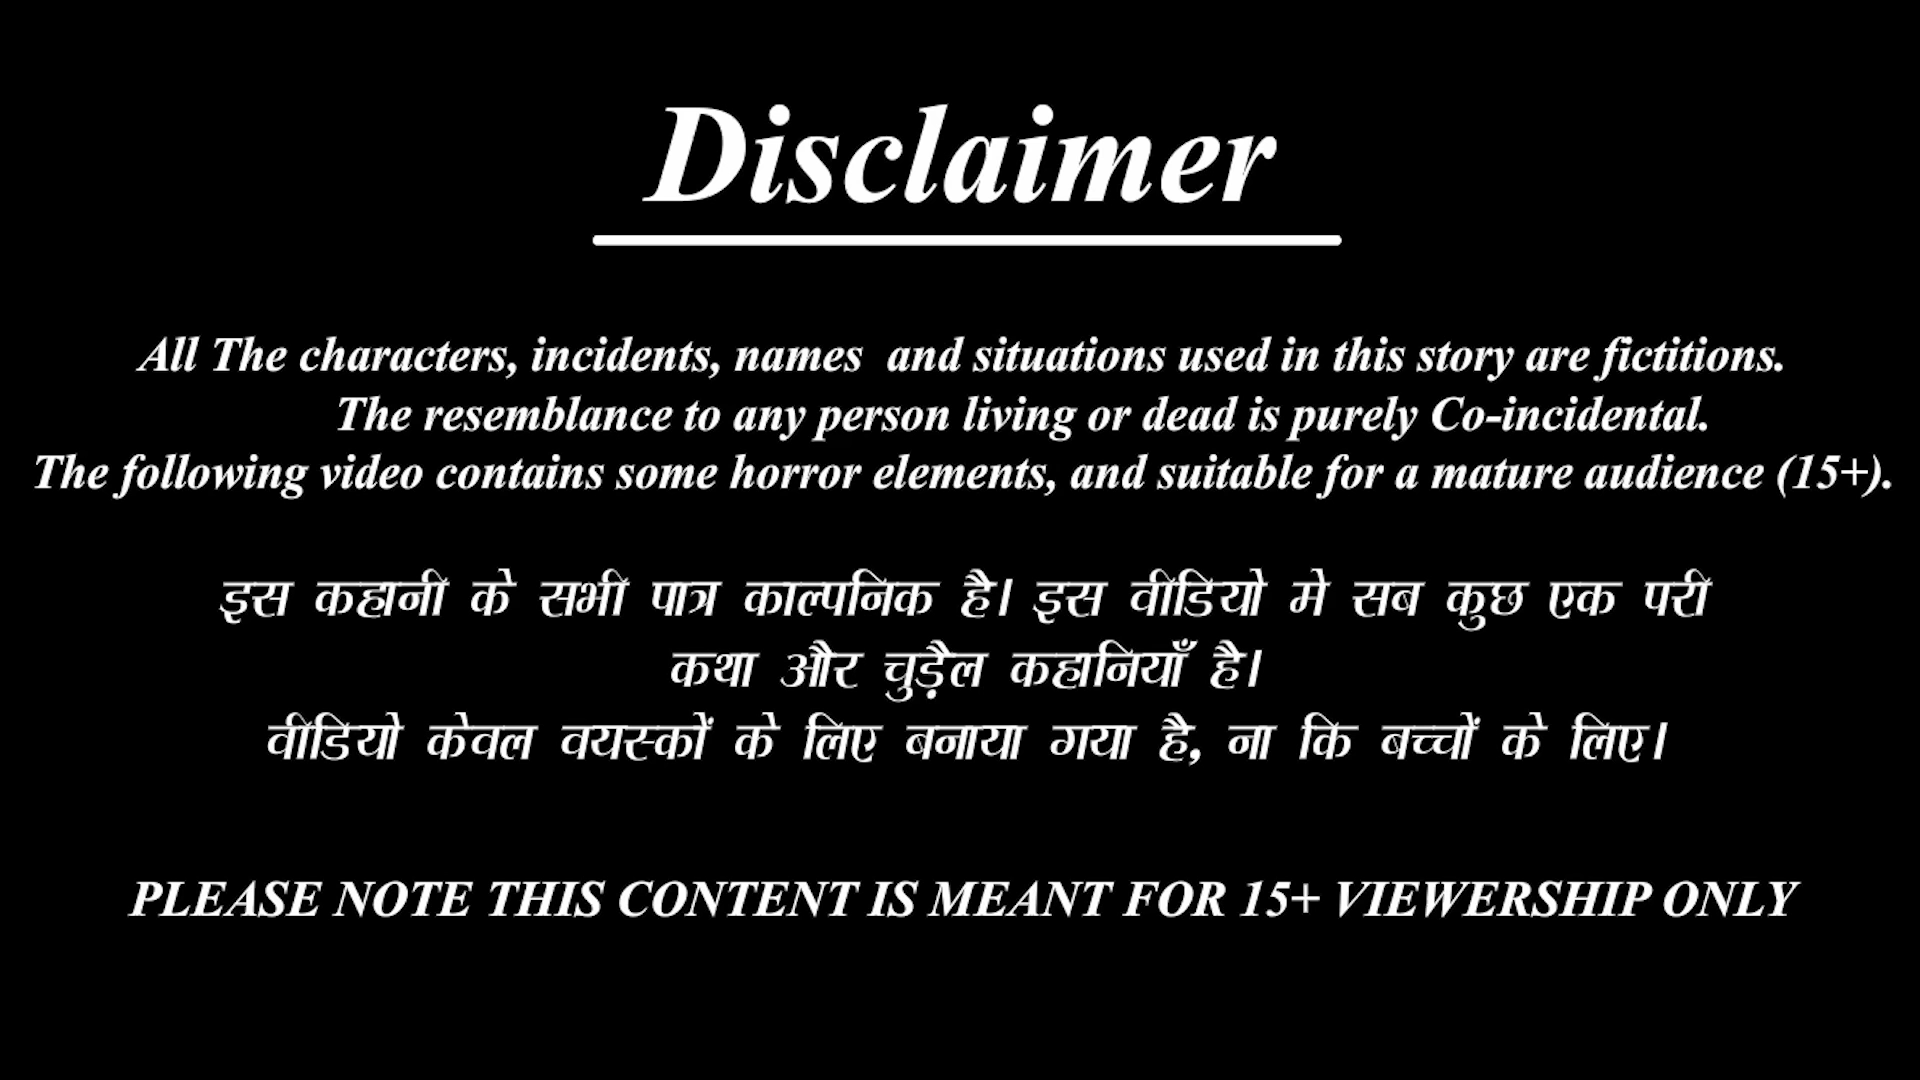 Disclaimer
All The characters, incidents, names and situations used in this story are fictitions.
The resemblance to any person living or dead is purely Co-incidental.
The following video contains some horror elements, and suitable for a mature audience (15+).
इस कहानी के सभी पात्र काल्पनिक है। इस वीडियो मे सब कुछ एक परी
कथा और चुड़ैल कहानियाँ है।
वीडियो केवल वयस्कों के लिए बनाया गया है, ना कि बच्चों के लिए।
PLEASE NOTE THIS CONTENT IS MEANT FOR 15+ VIEWERSHIP ONLY